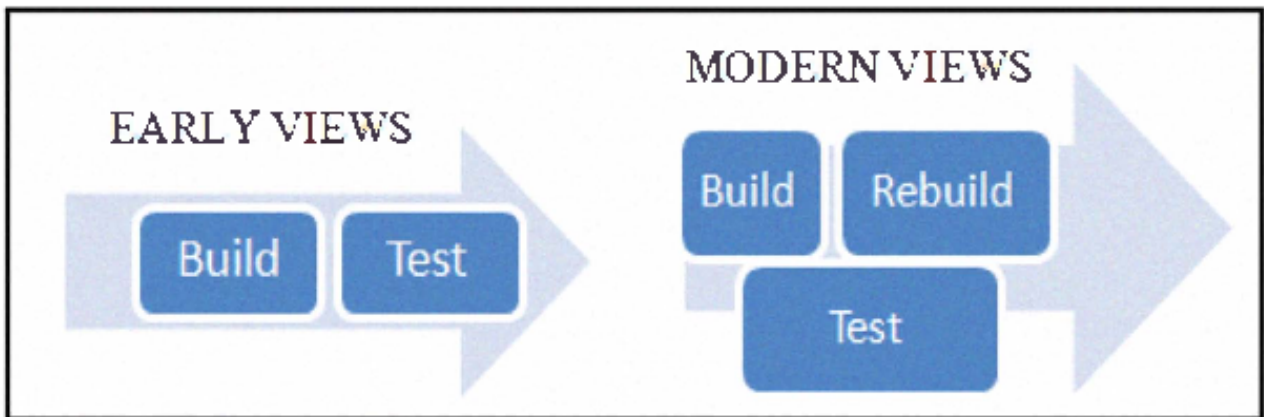 EARLY VIEWS
Build
Test
MODERN VIEWS
Build
Rebuild
Test